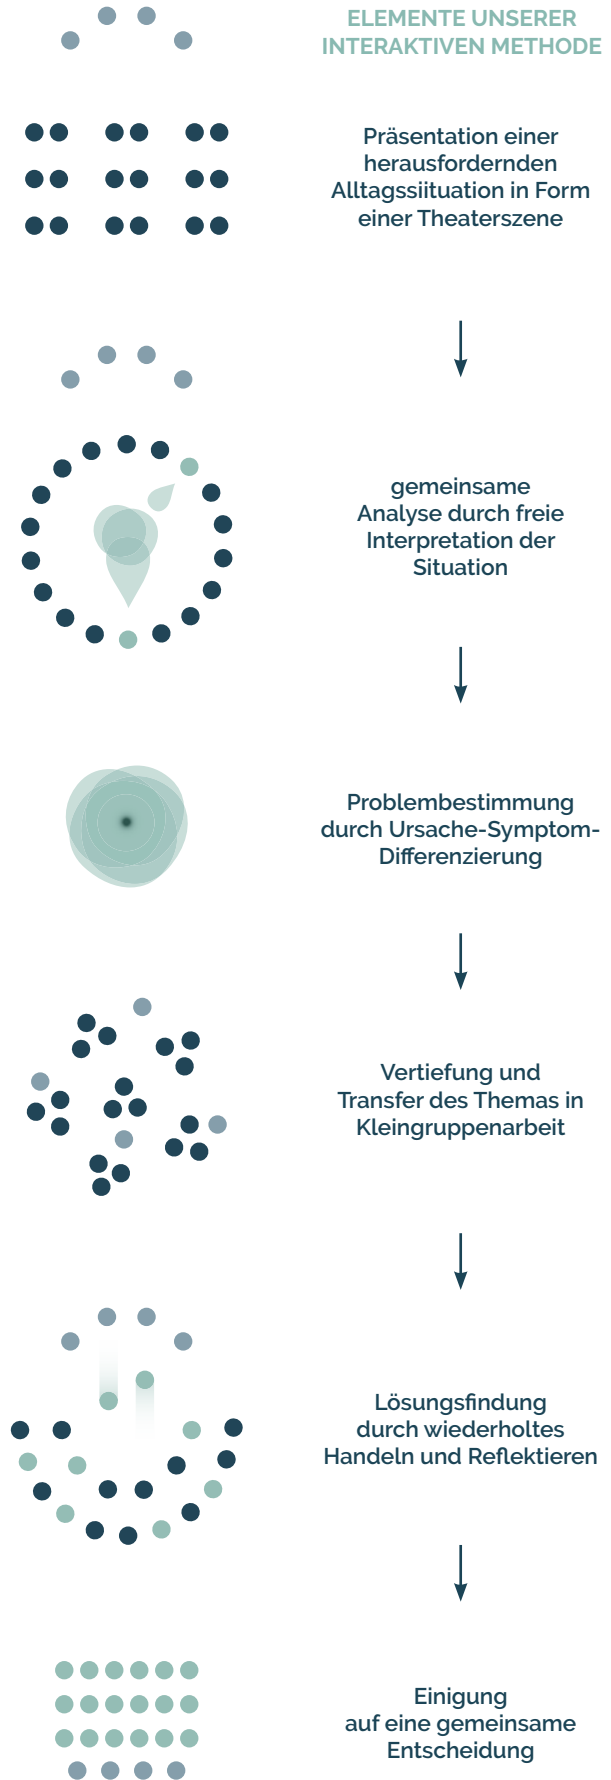 ELEMENTE UNSERER
INTERAKTIVEN METHODE
Präsentation einer
herausfordernden
Alltagssiituation in Form
einer Theaterszene
gemeinsame
Analyse durch freie
Interpretation der
Situation
Problembestimmung
durch Ursache-Symptom-
Differenzierung
Vertiefung und
Transfer des Themas in
Kleingruppenarbeit
Lösungsfindung
durch wiederholtes
Handeln und Reflektieren
Einigung
auf eine gemeinsame
Entscheidung